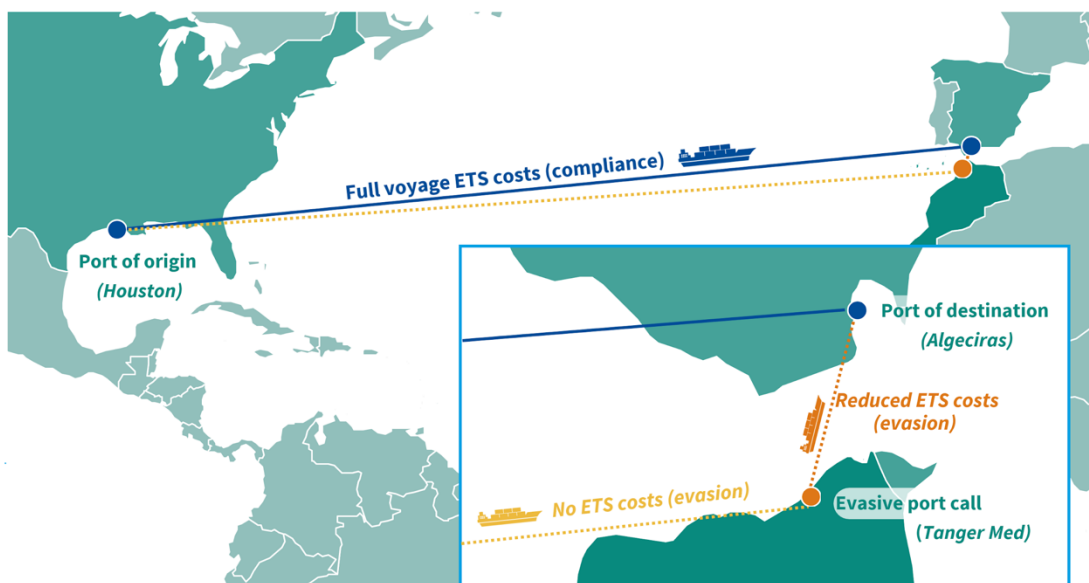 Full voyage ETS costs (compliance)
Port of origin
(Houston)
Port of destination
(Algeciras)
Reduced ETS costs
(evasion)
No ETS costs (evasion)
Evasive port call
(Tanger Med)